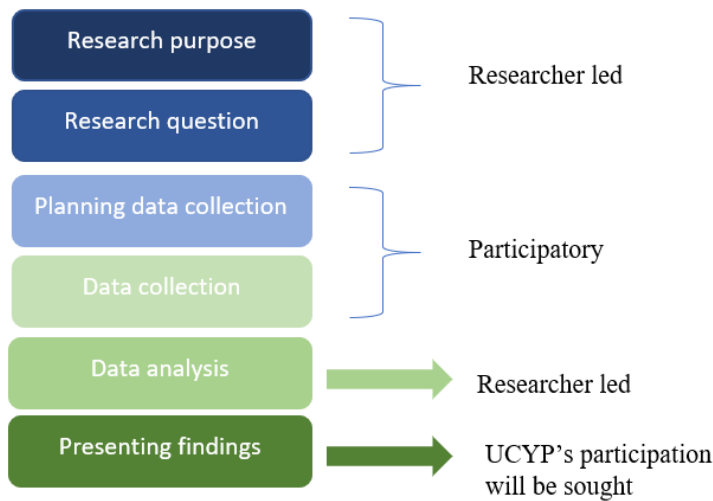 Research purpose
Researcher led
Research question
Planning data collection
Participatory
Data collection
Data analysis
Researcher led
Presenting findings
UCYP's participation
will be sought